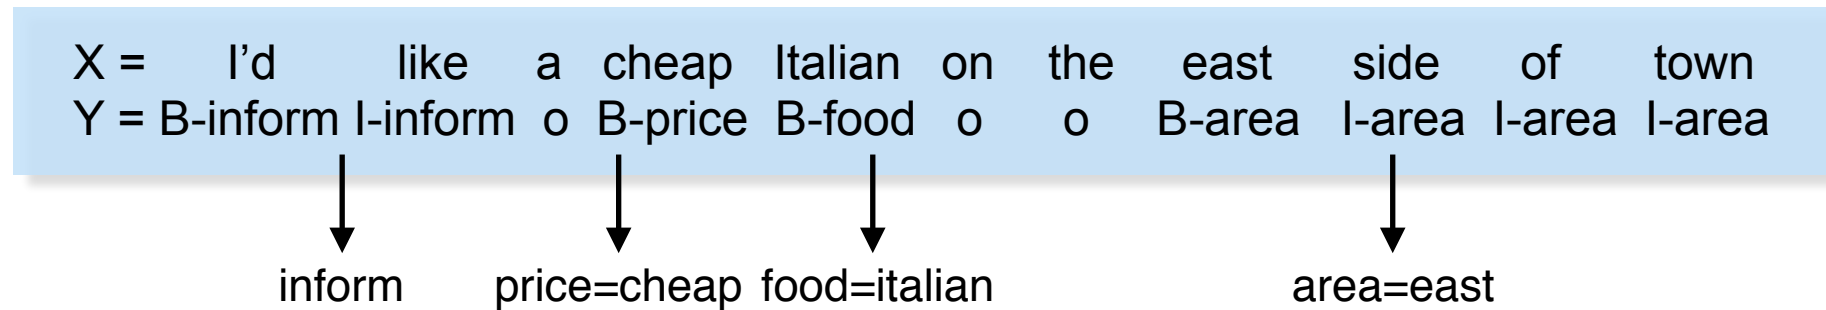 X = I’d like a cheap Italian on the east side of town
Y = B-inform I-inform o B-price B-food o o B-area I-area I-area I-area
inform price=cheap food=italian area=east